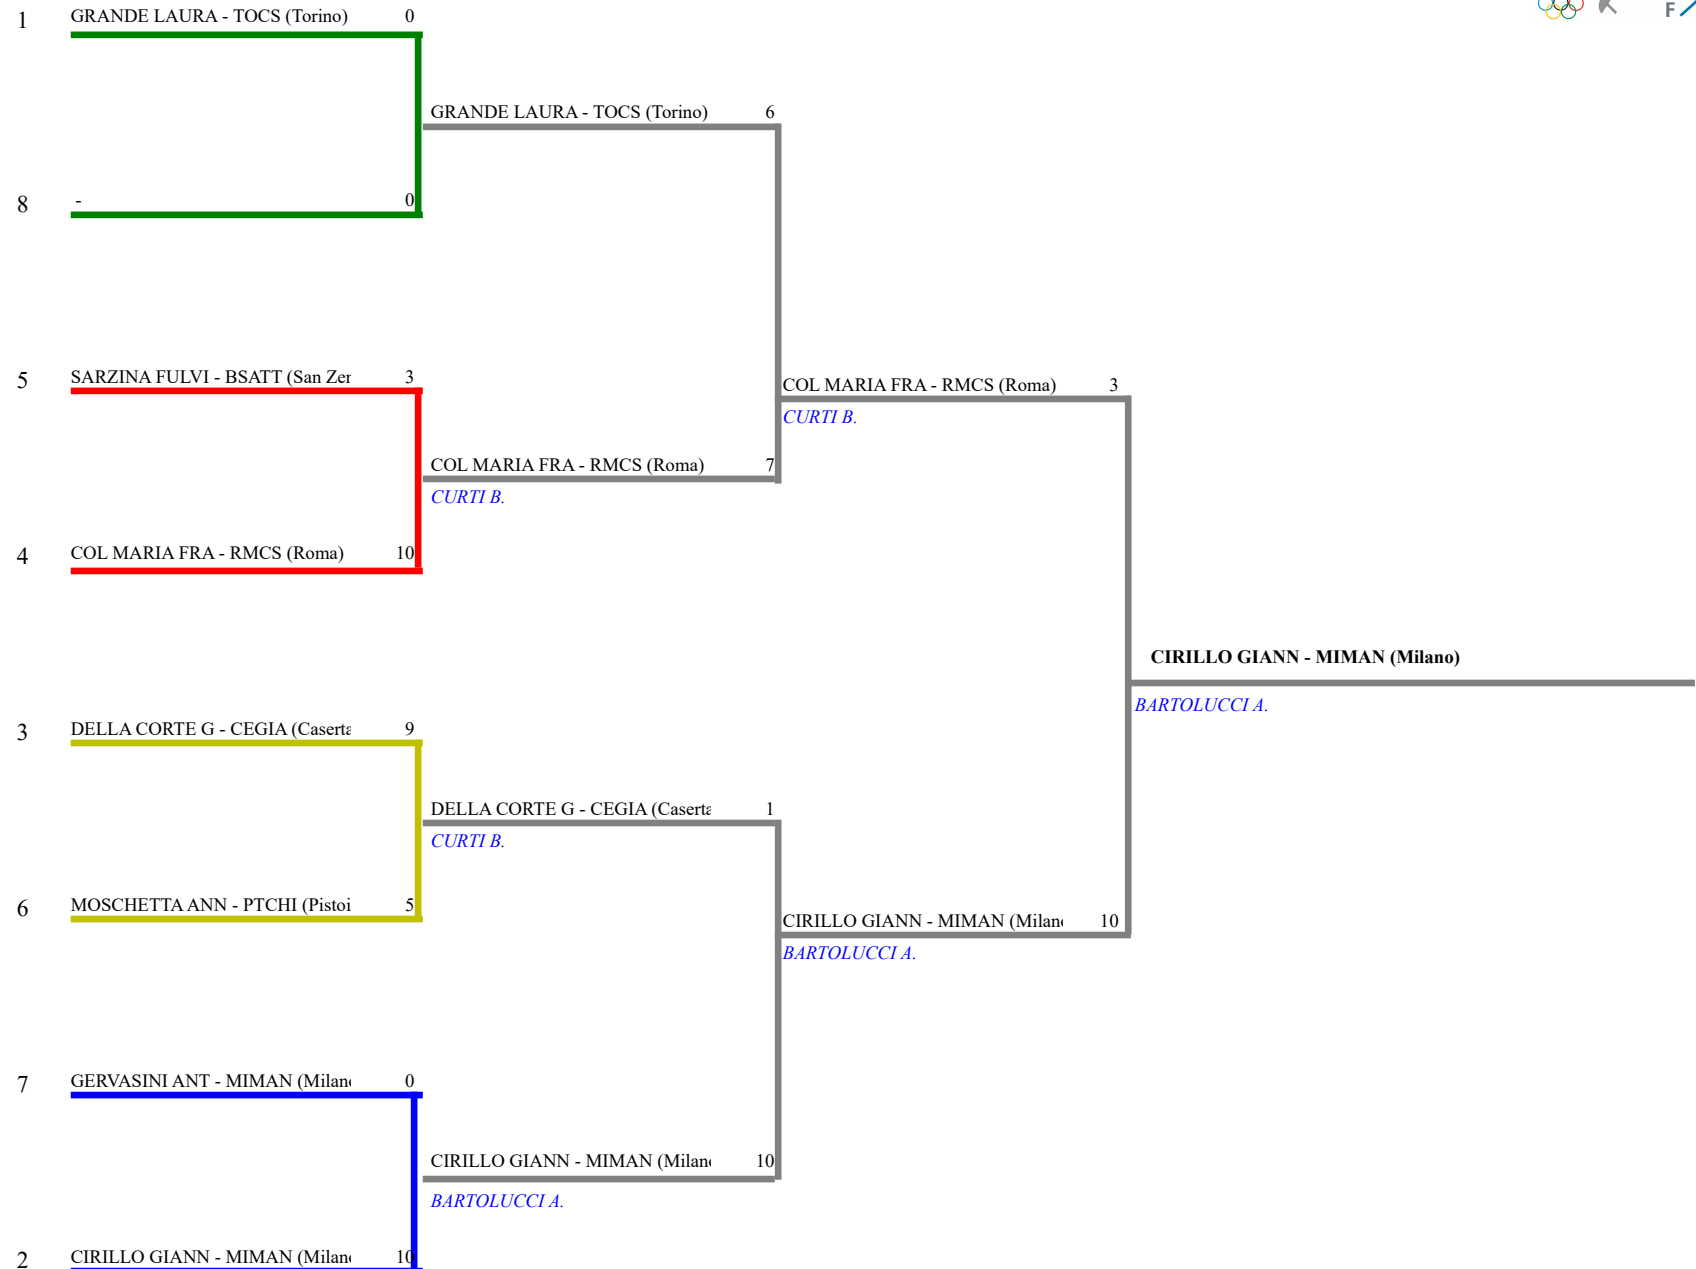 1 GRANDE LAURA - TOCS (Torino) 0
F
GRANDE LAURA - TOCS (Torino) 6
8 - 0
5 SARZINA FULVI - BSATT (San Zer 3
COL MARIA FRA - RMCS (Roma) 3
CURTI B.
COL MARIA FRA - RMCS (Roma) 7
CURTI B.
4 COL MARIA FRA - RMCS (Roma) 10
CIRILLO GIANN - MIMAN (Milano)
BARTOLUCCI A.
3 DELLA CORTE G - CEGIA (Caserta 9
DELLA CORTE G - CEGIA (Caserta 1
CURTI B.
6 MOSCHETTA ANN - PTCHI (Pistoi 5
CIRILLO GIANN - MIMAN (Milan 10
BARTOLUCCI A.
7 GERVASINI ANT - MIMAN (Milan 0
CIRILLO GIANN - MIMAN (Milan 10
BARTOLUCCI A.
2 CIRILLO GIANN - MIMAN (Milan 10